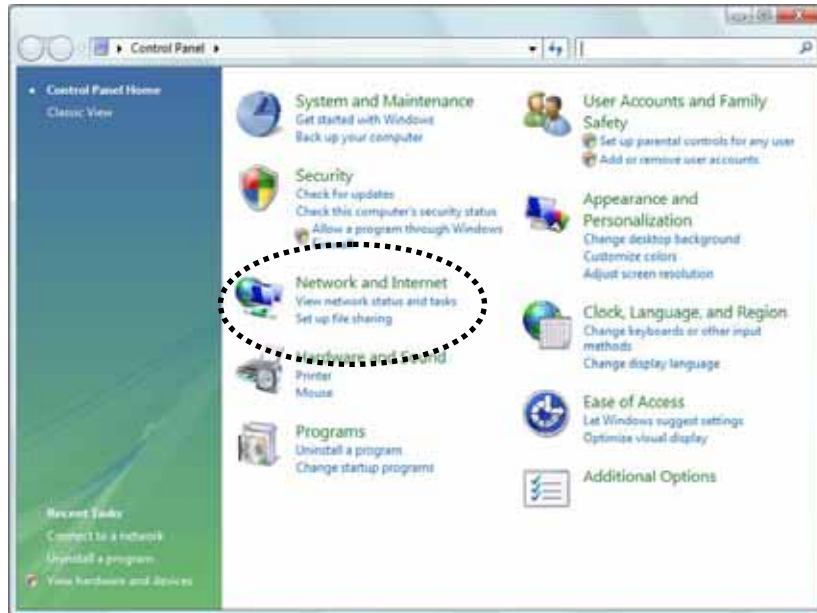 Control Panel
Control Panel Home
Classic View
System and Maintenance
Get started with Windows
Back up your computer
Security
Check for updates
Check this computer's security status
Allow a program through Windows
Network and Internet
View network status and tasks
Set up file sharing
Hardware and Sound
Printer
Mouse
Programs
Uninstall a program
Change startup programs
User Accounts and Family
Safety
Set up parental controls for any user
Add or remove user accounts
Appearance and
Personalization
Change desktop background
Customize colors
Adjust screen resolution
Clock, Language, and Region
Change keyboards or other input
methods
Change display language
Ease of Access
Let Windows suggest settings
Optimize visual display
Additional Options
Recent Tasks
Connect to a network
Uninstall a program
View hardware and devices